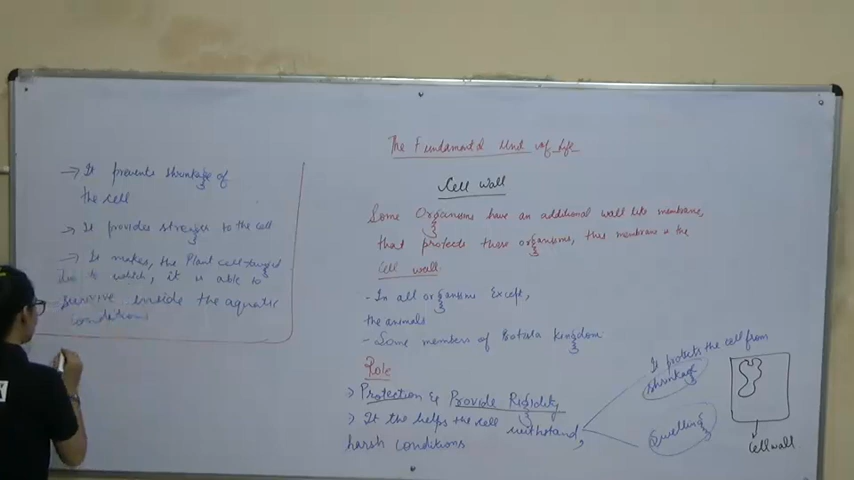 The Fundamental Unit of Life
Cell Wall
Some Organisms have an additional wall like membrane,
that protects these organisms, this membrane is the
Cell wall.
- In all organisms Except,
the animals
- Some members of Protista kingdom
Role
> Protection & Provide Rigidity
> It the helps the cell withstand,
harsh conditions
It protects the cell from
shrinkage
Swelling
Cell wall
→ It prevents shrinkage of
the cell
→ It provides to the cell
→ It makes, the Plant cell
due to which, it is able to
survive inside the aquatic
conditions